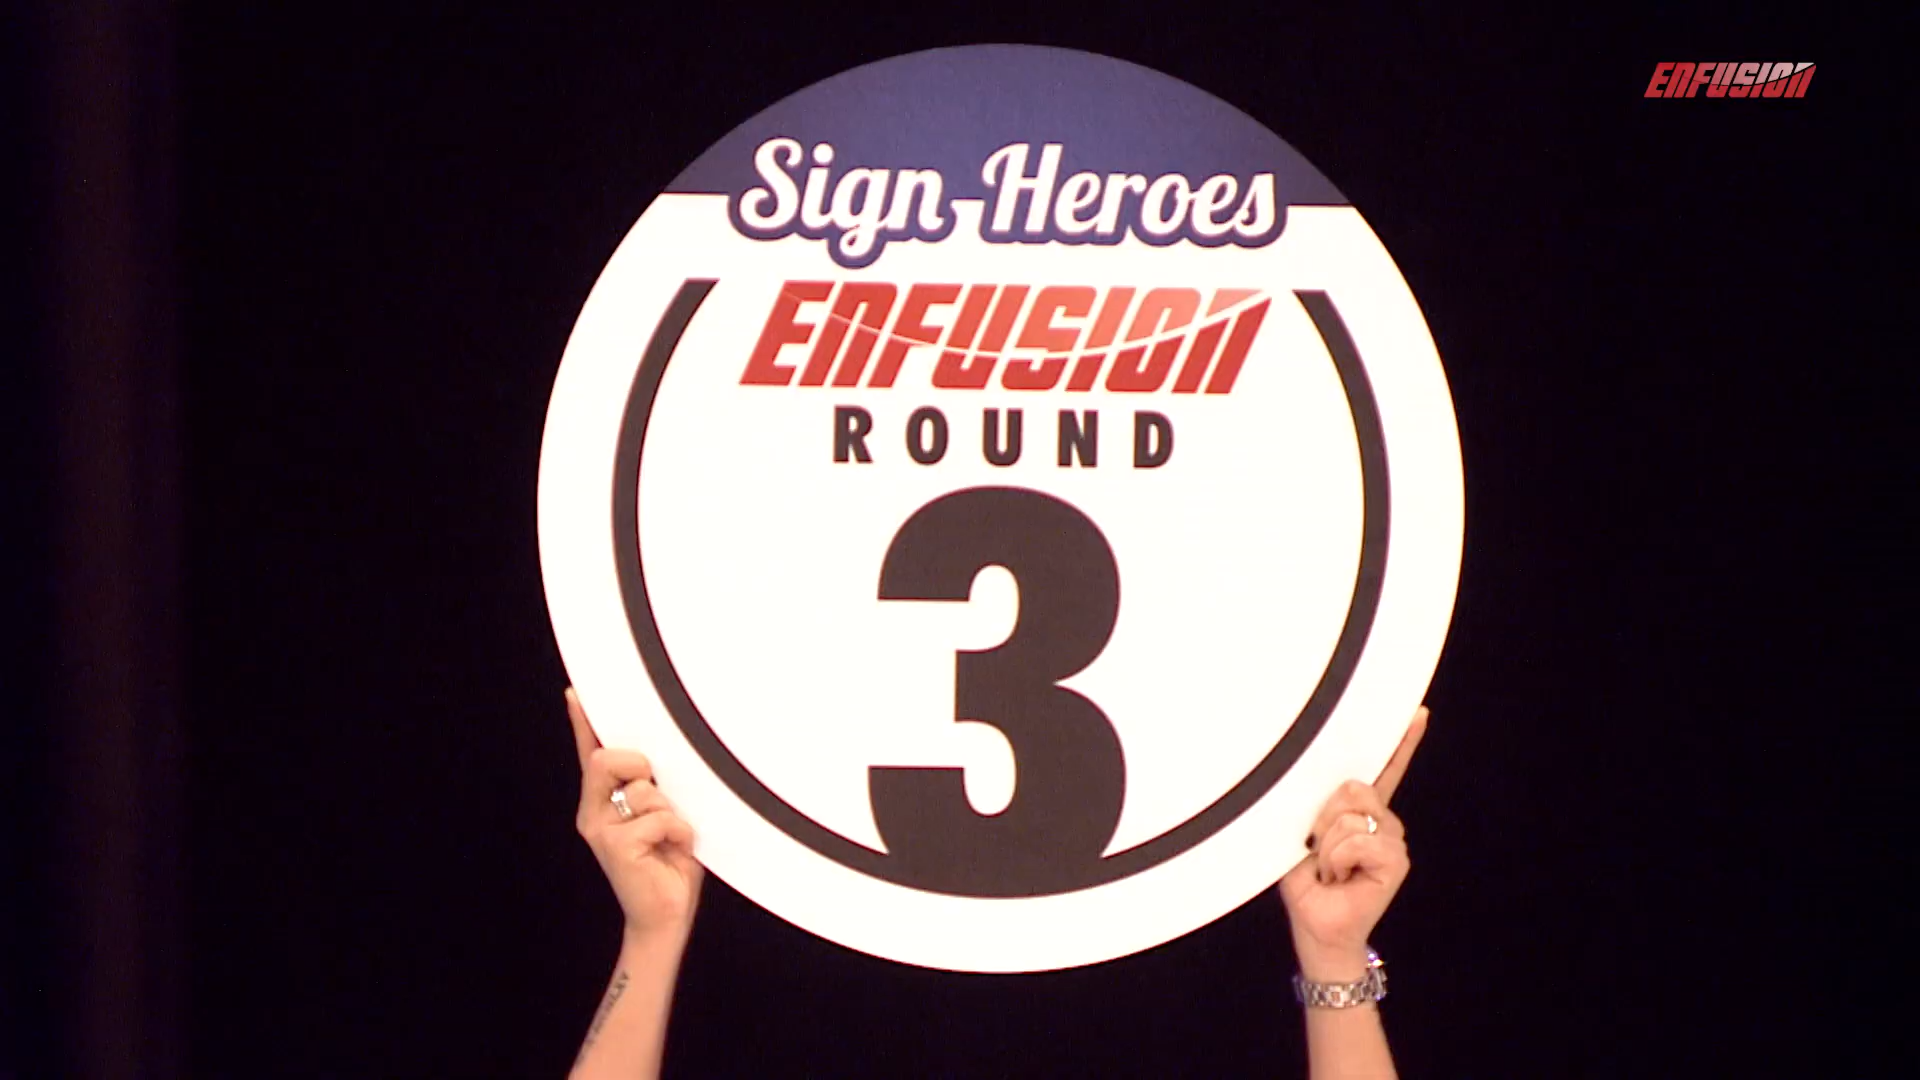 ENFUSION
Sign Heroes
ENFUSION
ROUND
3